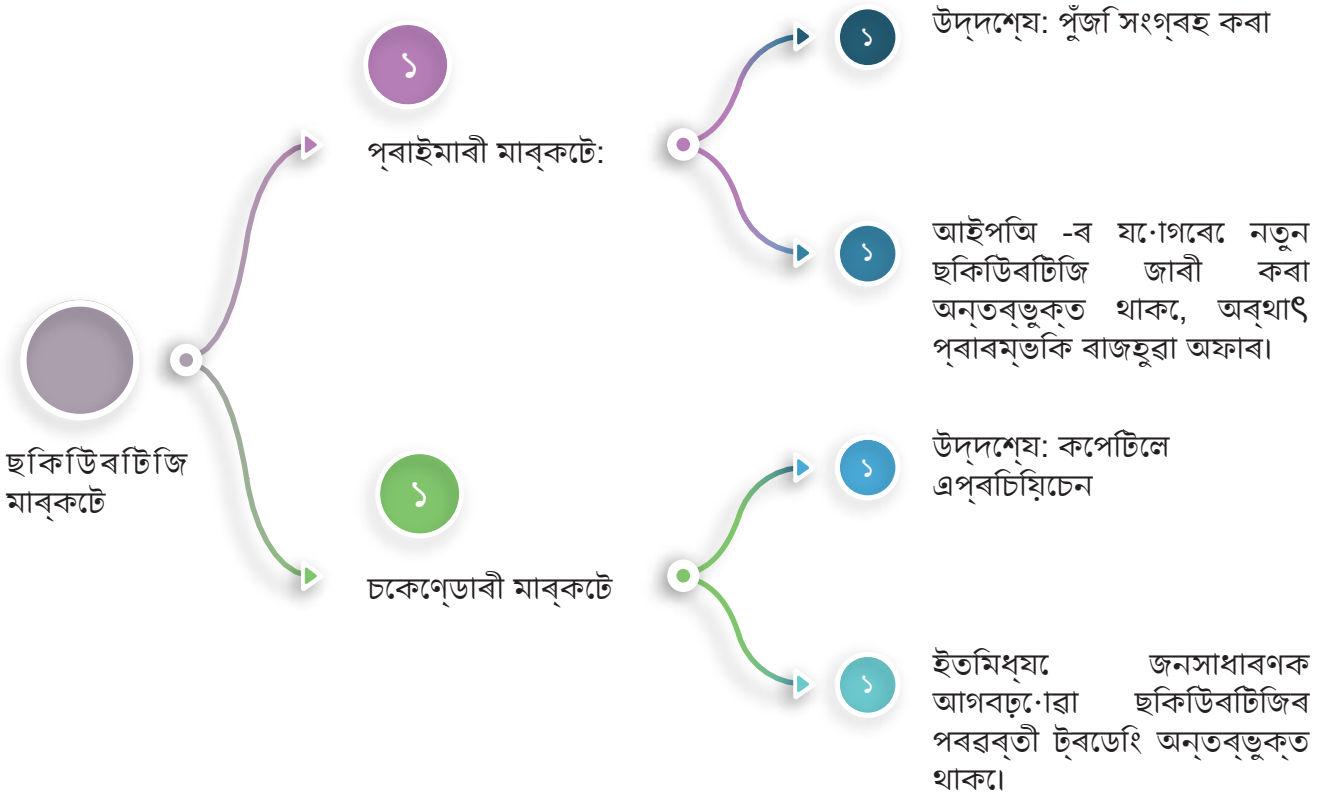 ছিকিউৰিটিজ মাৰ্কেট
১
প্ৰাইমাৰী মাৰ্কেট:
১
উদ্দেশ্য: পুঁজি সংগ্ৰহ কৰা
১
আইপিঅ' -ৰ যোগেৰে নতুন
ছিকিউৰিটিজ জাৰী কৰা
অন্তৰ্ভুক্ত থাকে, অৰ্থাৎ
প্ৰাৰম্ভিক ৰাজহুৱা অফাৰ।
১
চেকেণ্ডাৰী মাৰ্কেট
১
উদ্দেশ্য: কেপিটেল
এপ্ৰিচিয়েচন
১
ইতিমধ্যে জনসাধাৰণক
আগবঢ়োৱা ছিকিউৰিটিজৰ
পৰৱৰ্তী ট্ৰেডিং অন্তৰ্ভুক্ত
থাকে।